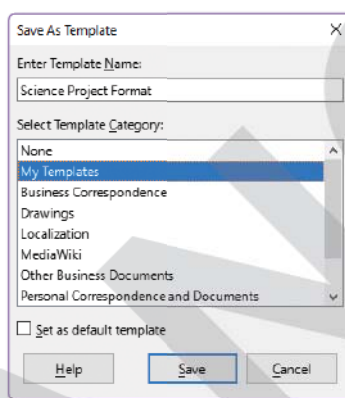 Save As Template
Enter Template Name:
Science Project Format
Select Template Category:
None
My Templates
Business Correspondence
Drawings
Localization
MediaWiki
Other Business Documents
Personal Correspondence and Documents
Set as default template
Help Save Cancel